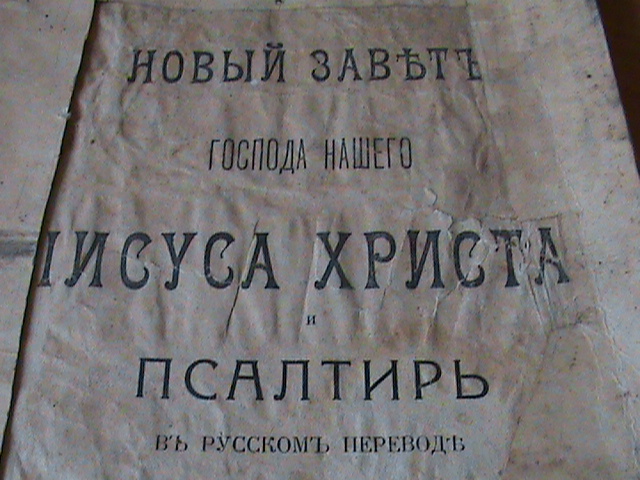 НОВЫЙ ЗАВѢТЪ
ГОСПОДА НАШЕГО
ІИСУСА ХРИСТА
и
ПСАЛТИРЬ
ВЪ РУССКОМЪ ПЕРЕВОДѢ